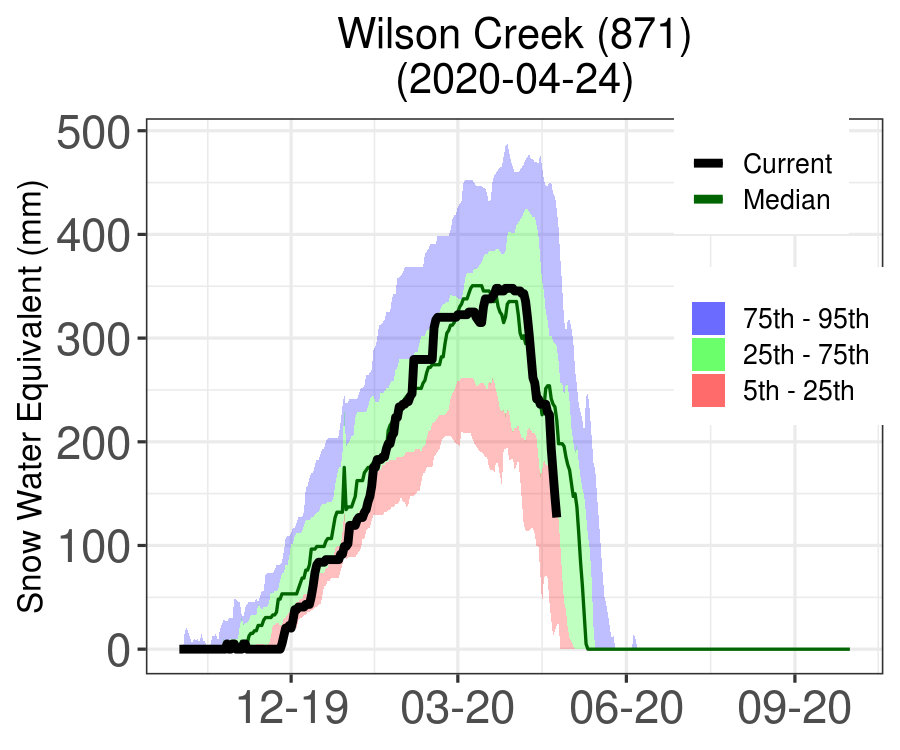 Wilson Creek (871)
(2020-04-24)
Snow Water Equivalent (mm)
500
400
300
200
100
0
12-19
03-20
06-20
09-20
Current
Median
75th - 95th
25th - 75th
5th - 25th